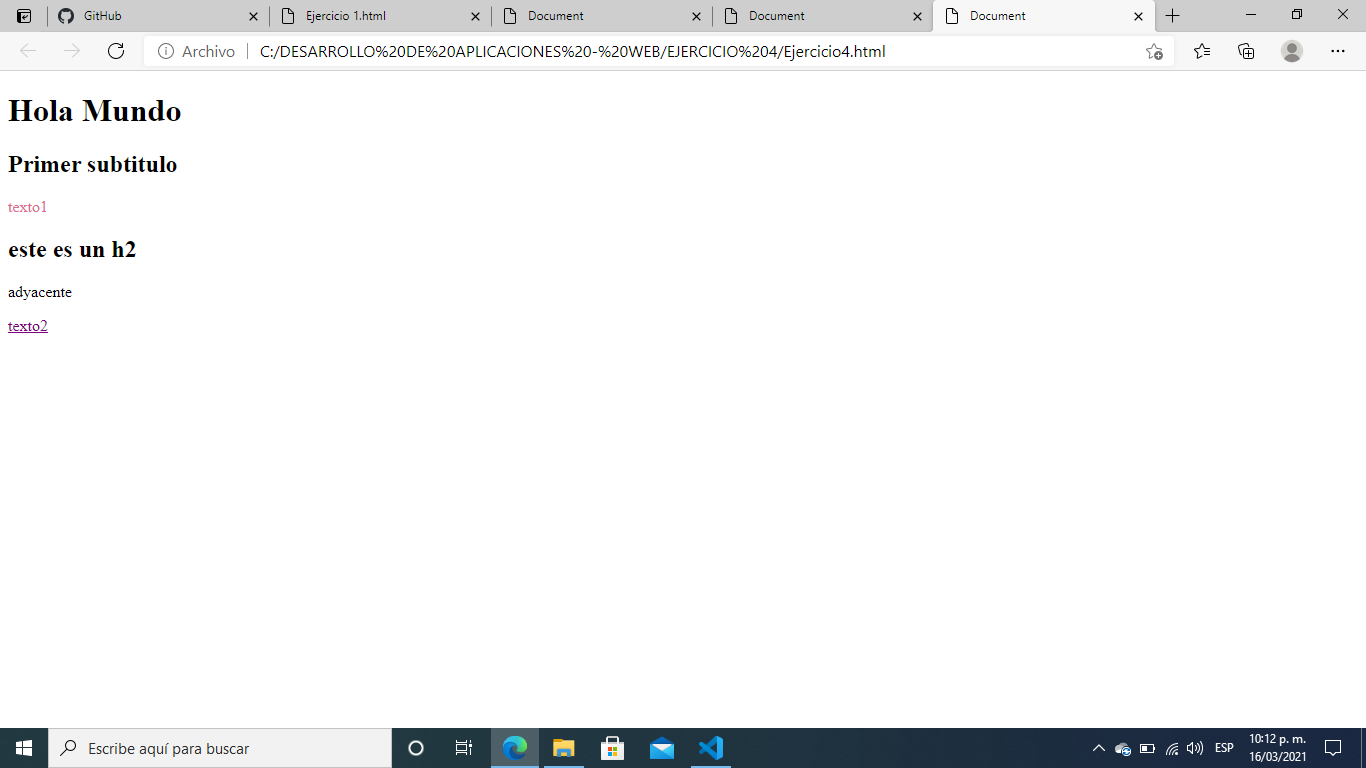 GitHub
Ejercicio 1.html
Document
Document
Document
Archivo
C:/DESARROLLO%20DE%20APLICACIONES%20-%20WEB/EJERCICIO%204/Ejercicio4.html
Hola Mundo
Primer subtitulo
texto1
este es un h2
adyacente
texto2
Escribe aquí para buscar
ESP
10:12 p. m.
16/03/2021